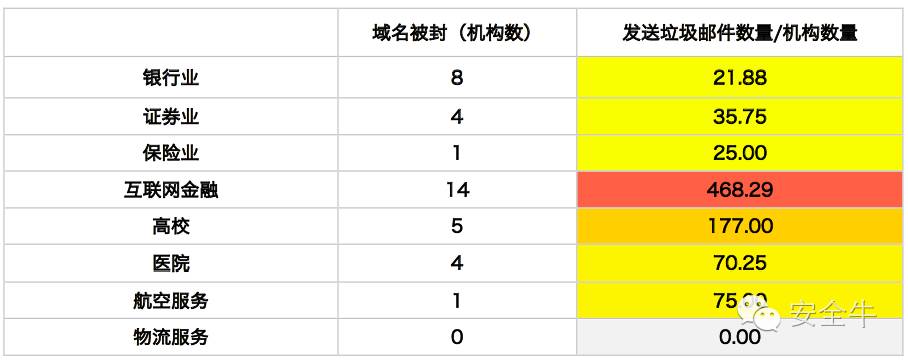 域名被封（机构数） 发送垃圾邮件数量/机构数量
银行业 8 21.88
证券业 4 35.75
保险业 1 25.00
互联网金融 14 468.29
高校 5 177.00
医院 4 70.25
航空服务 1
安全牛
物流服务 0 0.00